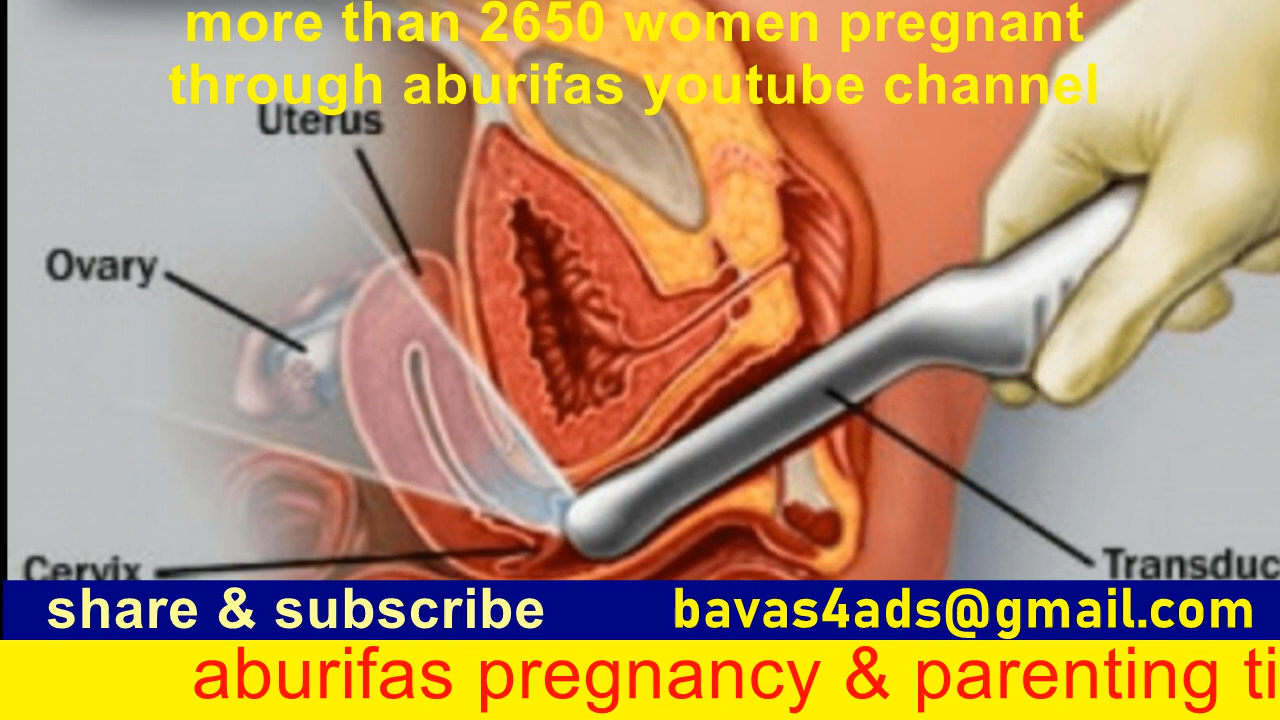 more than 2650 women pregnant
through aburifas youtube channel
Uterus
Ovary
Cervix
Transduc
share & subscribe
bavas4ads@gmail.com
aburifas pregnancy & parenting ti